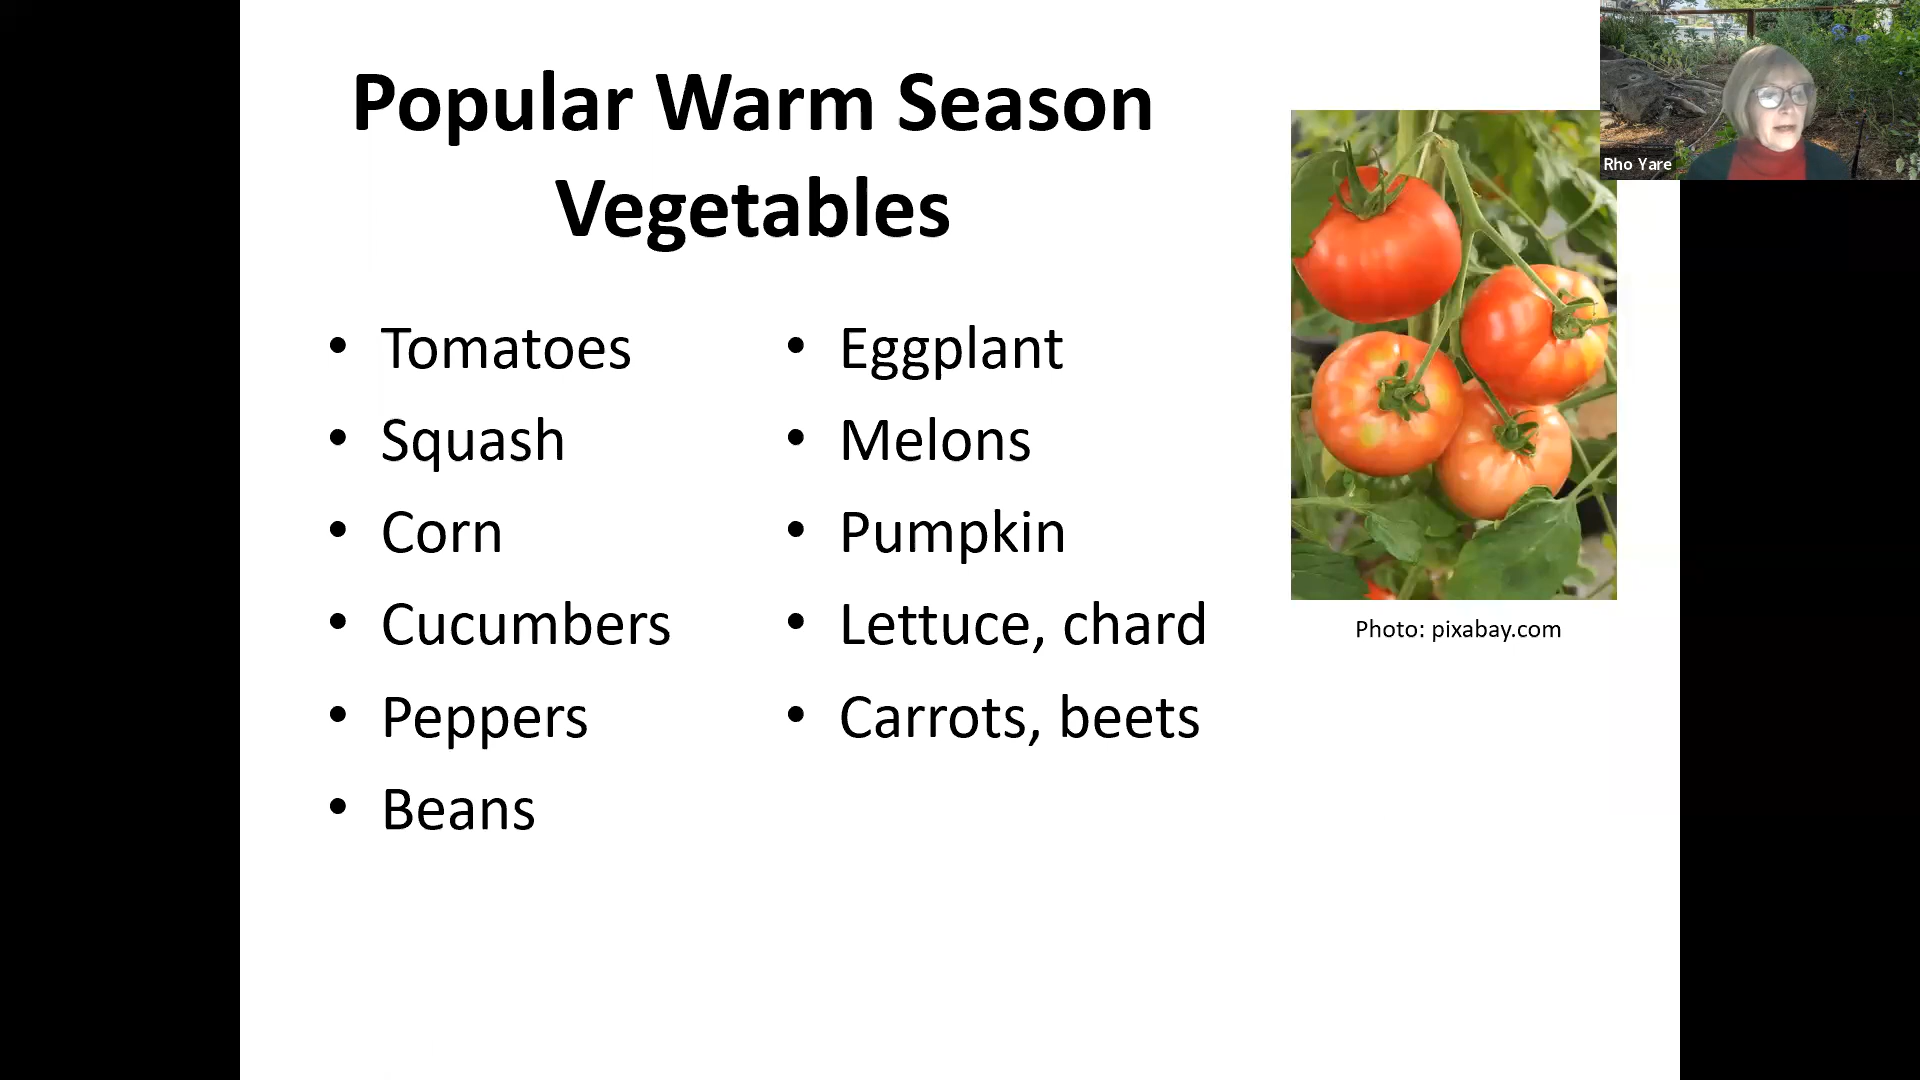 Popular Warm Season
Vegetables
• Tomatoes
• Squash
• Corn
• Cucumbers
• Peppers
• Beans
• Eggplant
• Melons
• Pumpkin
• Lettuce, chard
• Carrots, beets
Photo: pixabay.com
Rho Yare